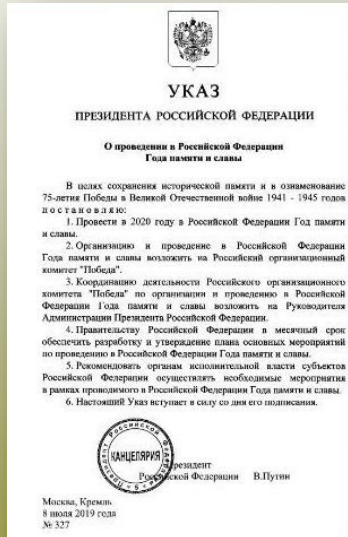 УКАЗ
ПРЕЗИДЕНТА РОССИЙСКОЙ ФЕДЕРАЦИИ
О проведении в Российской Федерации
Года памяти и славы
В целях сохранения исторической памяти и в ознаменование
75-летия Победы в Великой Отечественной войне 1941 - 1945 годов
постановляю:
1. Провести в 2020 году в Российской Федерации Год памяти
и славы.
2. Организацию и проведение в Российской Федерации
Года памяти и славы возложить на Российский организационный
комитет "Победа".
3. Координацию деятельности Российского организационного
комитета "Победа" по организации и проведению в Российской
Федерации Года памяти и славы возложить на Руководителя
Администрации Президента Российской Федерации.
4. Правительству Российской Федерации в месячный срок
обеспечить разработку и утверждение плана основных мероприятий
по проведению в Российской Федерации Года памяти и славы.
5. Рекомендовать органам исполнительной власти субъектов
Российской Федерации осуществлять необходимые мероприятия
в рамках проводимого в Российской Федерации Года памяти и славы.
6. Настоящий Указ вступает в силу со дня его подписания.
КАНЦЕЛЯРИЯ
Президент
Российской Федерации В.Путин
Москва, Кремль
8 июля 2019 года
№ 327